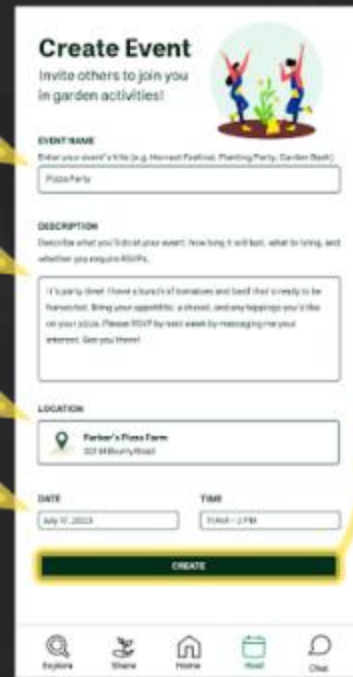 Create Event
Invite others to join you
in garden activities!
EVENT NAME
Enter your event's title (e.g. Harvest Festival, Planting Party, Garden Bash)
Pizza Party
DESCRIPTION
Describe what you'll do at your event, how long it will last, what to bring, and
whether you require RSVPs.
It's party time! I have a bunch of tomatoes and basil that's ready to be
harvested. Bring your appetite, a shovel, and any toppings you'd like
on your pizza. Please RSVP by next week by messaging me your
interest. See you there!
LOCATION
Parker's Pizza Farm
Road
DATE
TIME
July 17, 2023
11 AM - 2 PM
CREATE
Explore
Share
Home
Host
Chat